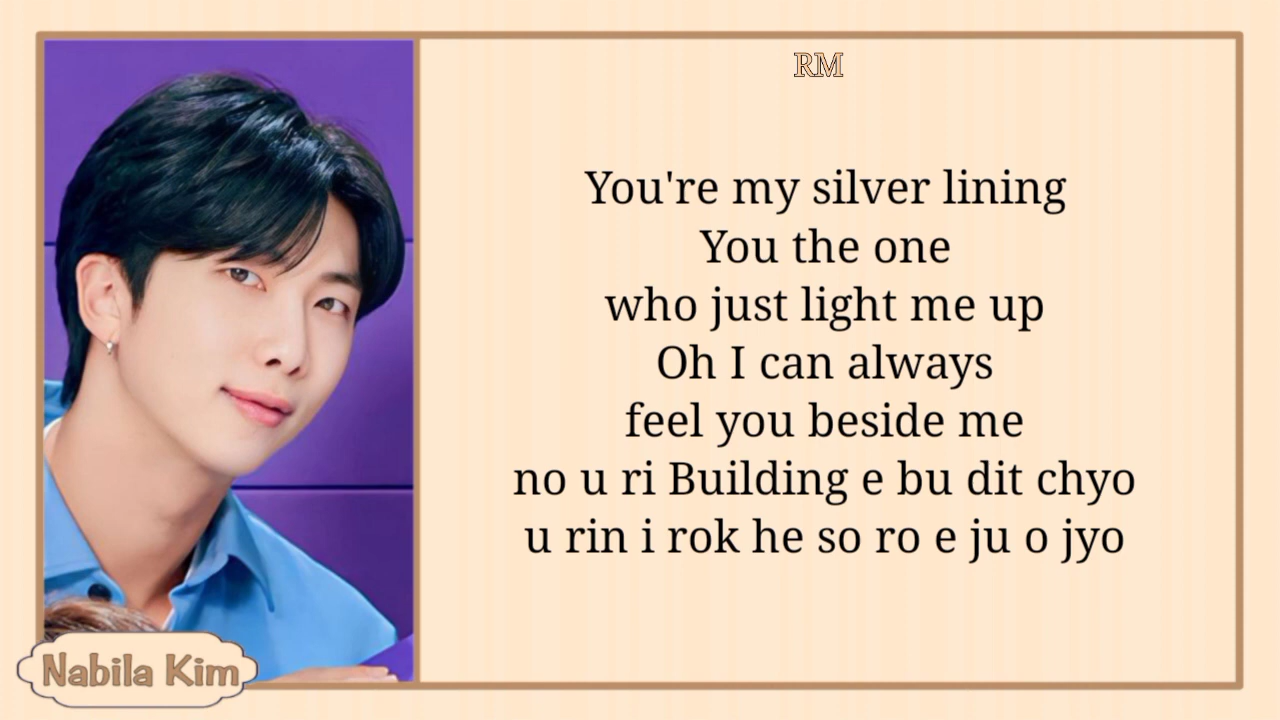 RM
You're my silver lining
You the one
who just light me up
Oh I can always
feel you beside me
no u ri Building e bu dit chyo
u rin i rok he so ro e ju o jyo
Nabila Kim